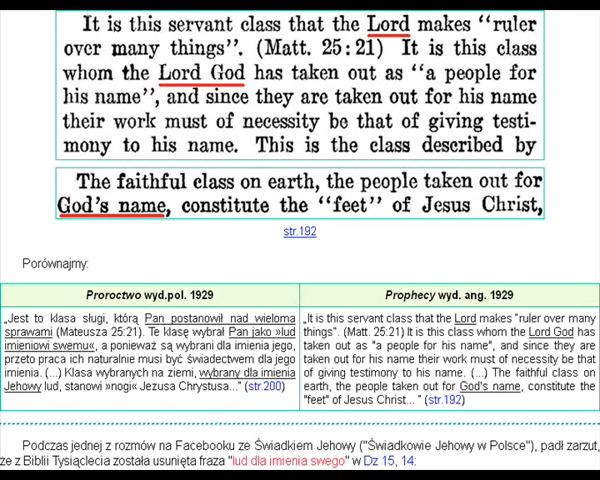 It is this servant class that the Lord makes “ruler
over many things”. (Matt. 25:21) It is this class
whom the Lord God has taken out as “a people for
his name”, and since they are taken out for his name
their work must of necessity be that of giving testi-
mony to his name. This is the class described by
The faithful class on earth, the people taken out for
God’s name, constitute the “feet” of Jesus Christ,
str.192
Porównajmy:
Proroctwo wyd.pol. 1929
„Jest to klasa sługi, którą Pan postanowił nad wieloma
sprawami (Mateusza 25:21). Te klasę wybrał Pan jako »lud
imieniowi swemu«, a ponieważ są wybrani dla imienia jego,
przeto praca ich naturalnie musi być świadectwem dla jego
imienia. (...) Klasa wybranych na ziemi, wybrany dla imienia
Jehowy lud, stanowi »nogi« Jezusa Chrystusa..." (str.200)
Prophecy wyd. ang. 1929
„It is this servant class that the Lord makes "ruler over many
things". (Matt. 25:21) It is this class whom the Lord God has
taken out as "a people for his name", and since they are
taken out for his name their work must of necessity be that
of giving testimony to his name. (...) The faithful class on
earth, the people taken out for God's name, constitute the
"feet" of Jesus Christ... " (str.192)
Podczas jednej z rozmów na Facebooku ze Świadkiem Jehowy ("Świadkowie Jehowy w Polsce"), padł zarzut,
że z Biblii Tysiąclecia została usunięta fraza "lud dla imienia swego" w Dz 15, 14: